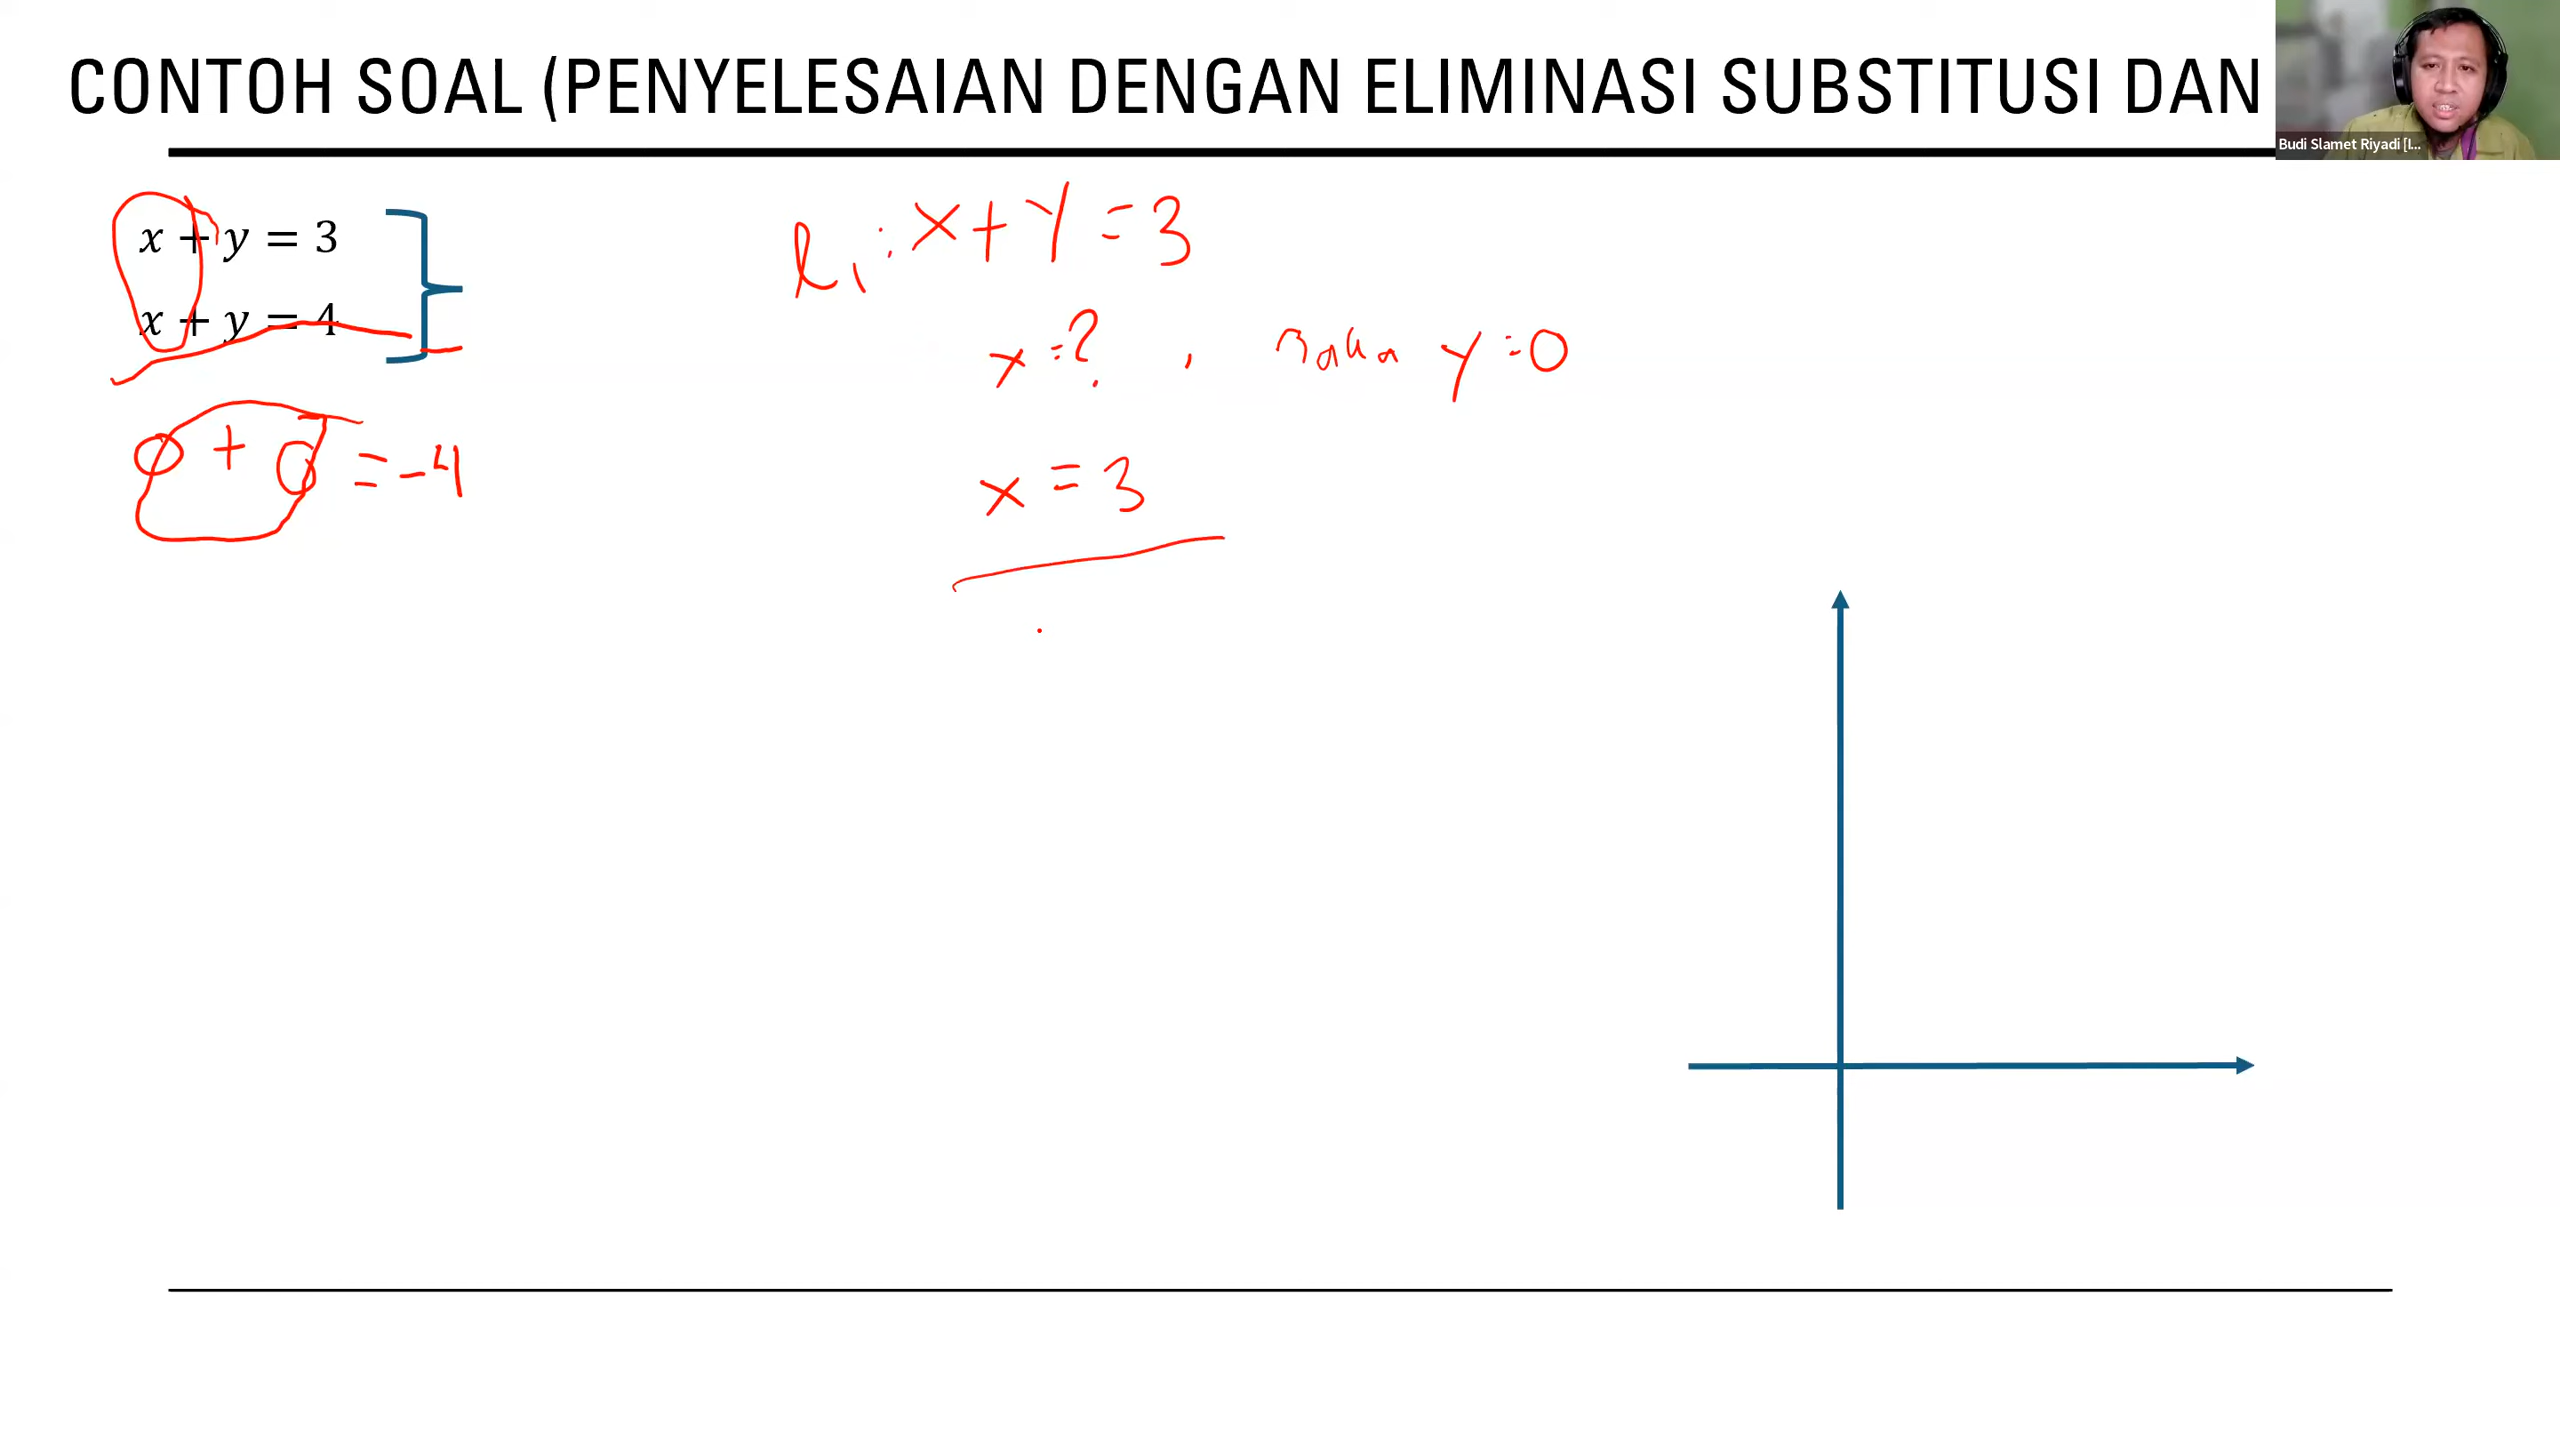 CONTOH SOAL (PENYELESAIAN DENGAN ELIMINASI SUBSTITUSI DAN
Budi Slamet Riyadi [I...
x + y = 3
x + y = 4
0 + 0 = -4
l₁: x + y = 3
x = ? , maka y = 0
x = 3